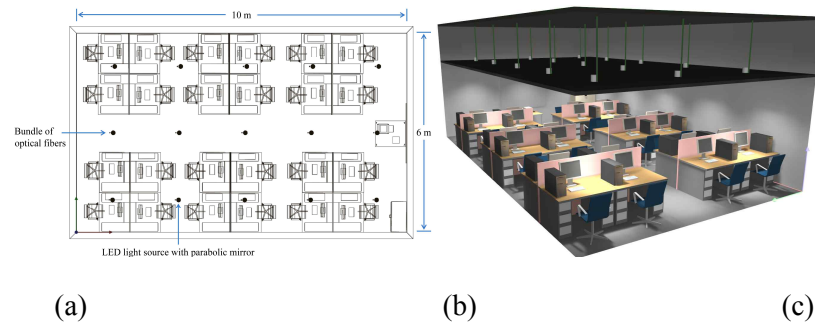 10 m
6 m
Bundle of
optical fibers
LED light source with parabolic mirror
(a)
(b)
(c)